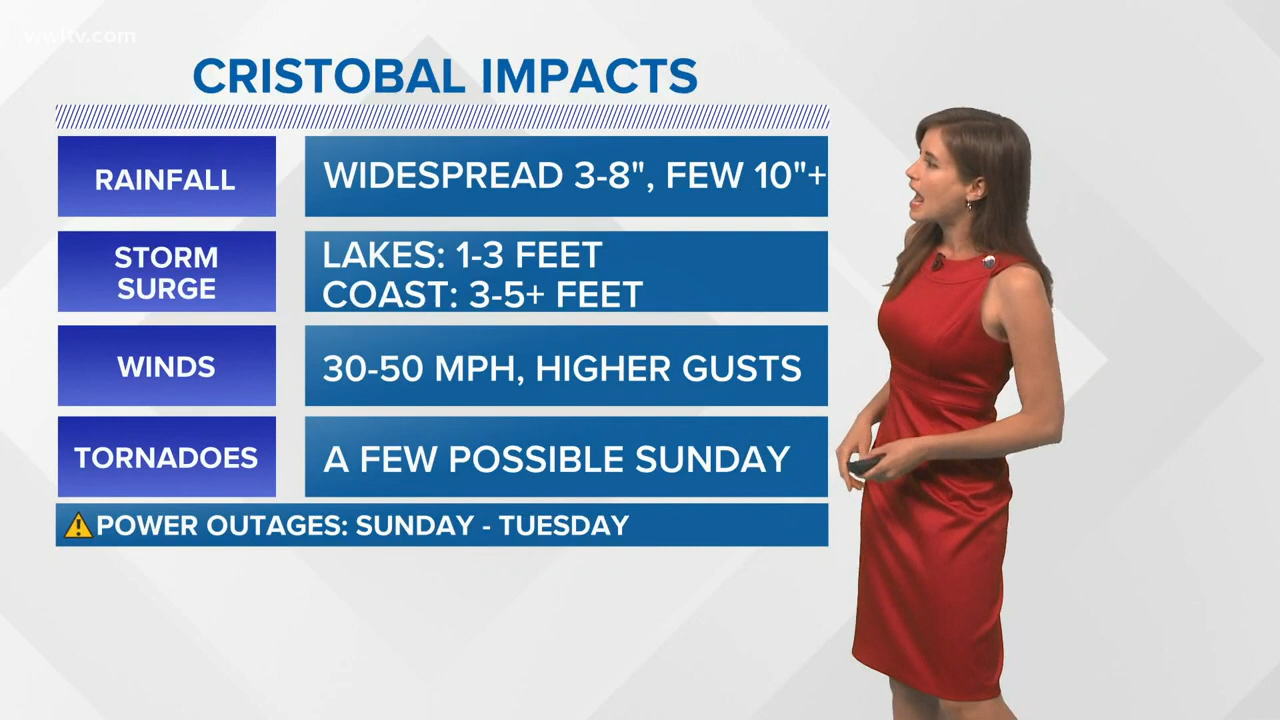 wwltv.com
CRISTOBAL IMPACTS
RAINFALL
WIDESPREAD 3-8", FEW 10"+
STORM
SURGE
LAKES: 1-3 FEET
COAST: 3-5+ FEET
WINDS
30-50 MPH, HIGHER GUSTS
TORNADOES
A FEW POSSIBLE SUNDAY
POWER OUTAGES: SUNDAY - TUESDAY